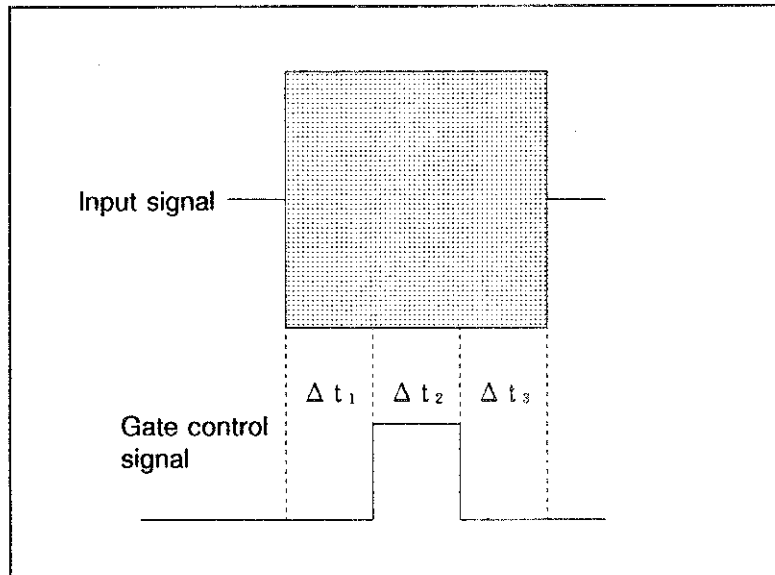 Input signal
Δ t₁ Δ t₂ Δ t₃
Gate control
signal